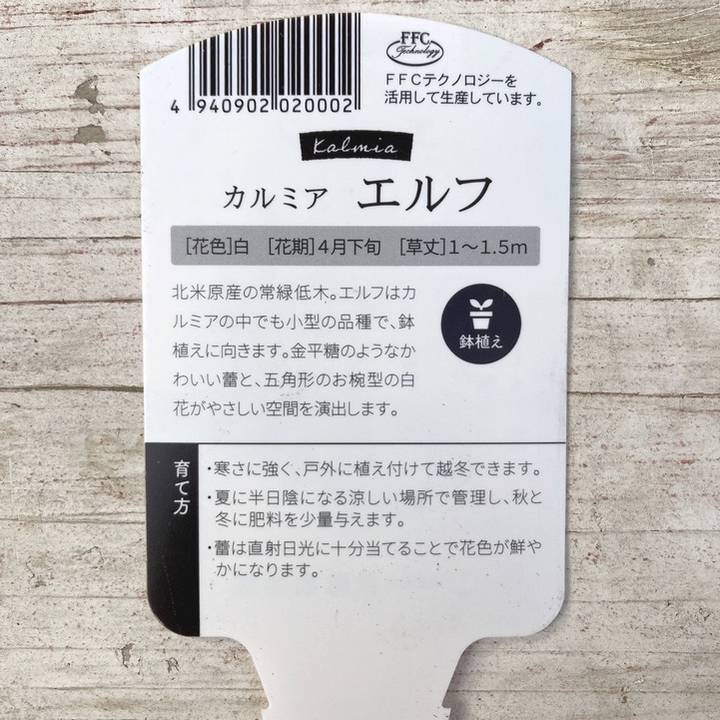 4 940902 020002
FFC
Technology
FFCテクノロジーを
活用して生産しています。
Kalmia
カルミア エルフ
[花色]白 [花期]4月下旬 [草丈]1〜1.5m
北米原産の常緑低木。エルフはカ
ルミアの中でも小型の品種で、鉢
植えに向きます。金平糖のようなか
わいい蕾と、五角形のお椀型の白
花がやさしい空間を演出します。
鉢植え
育て方
・寒さに強く、戸外に植え付けて越冬できます。
・夏に半日陰になる涼しい場所で管理し、秋と
冬に肥料を少量与えます。
・蕾は直射日光に十分当てることで花色が鮮や
かになります。